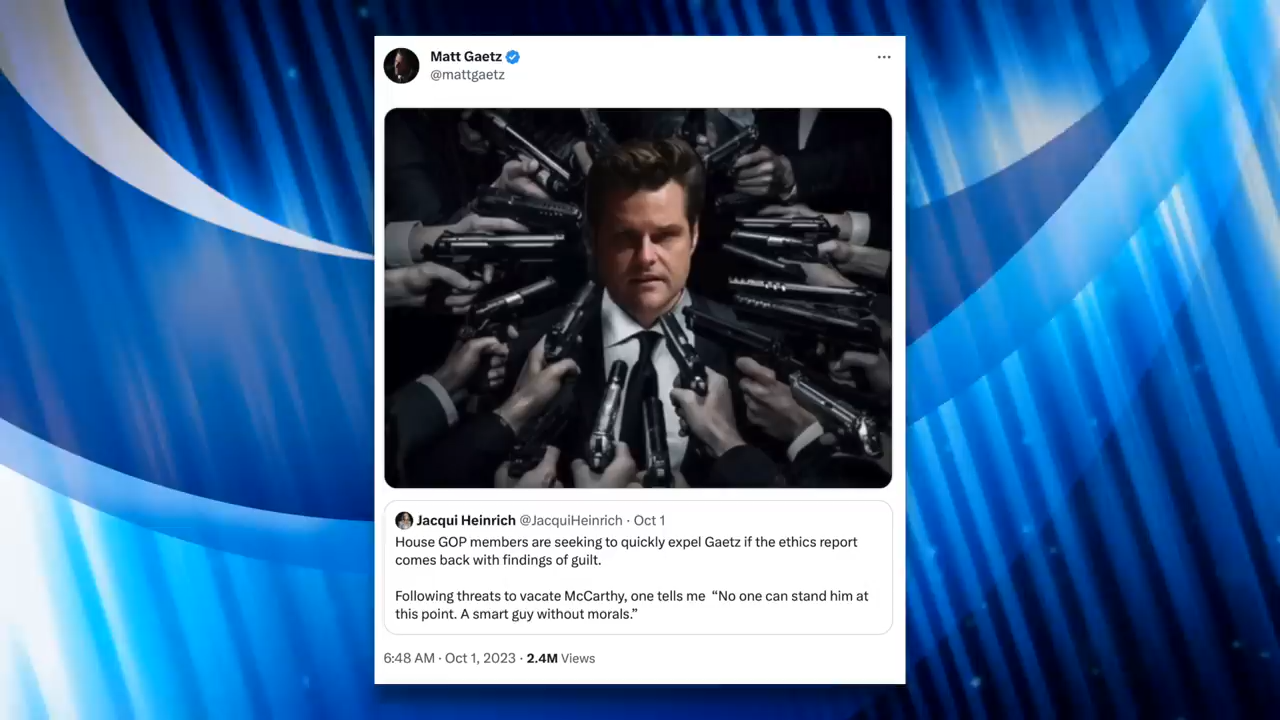 Matt Gaetz
@mattgaetz
Jacqui Heinrich @JacquiHeinrich · Oct 1
House GOP members are seeking to quickly expel Gaetz if the ethics report
comes back with findings of guilt.
Following threats to vacate McCarthy, one tells me “No one can stand him at
this point. A smart guy without morals.”
6:48 AM · Oct 1, 2023 · 2.4M Views